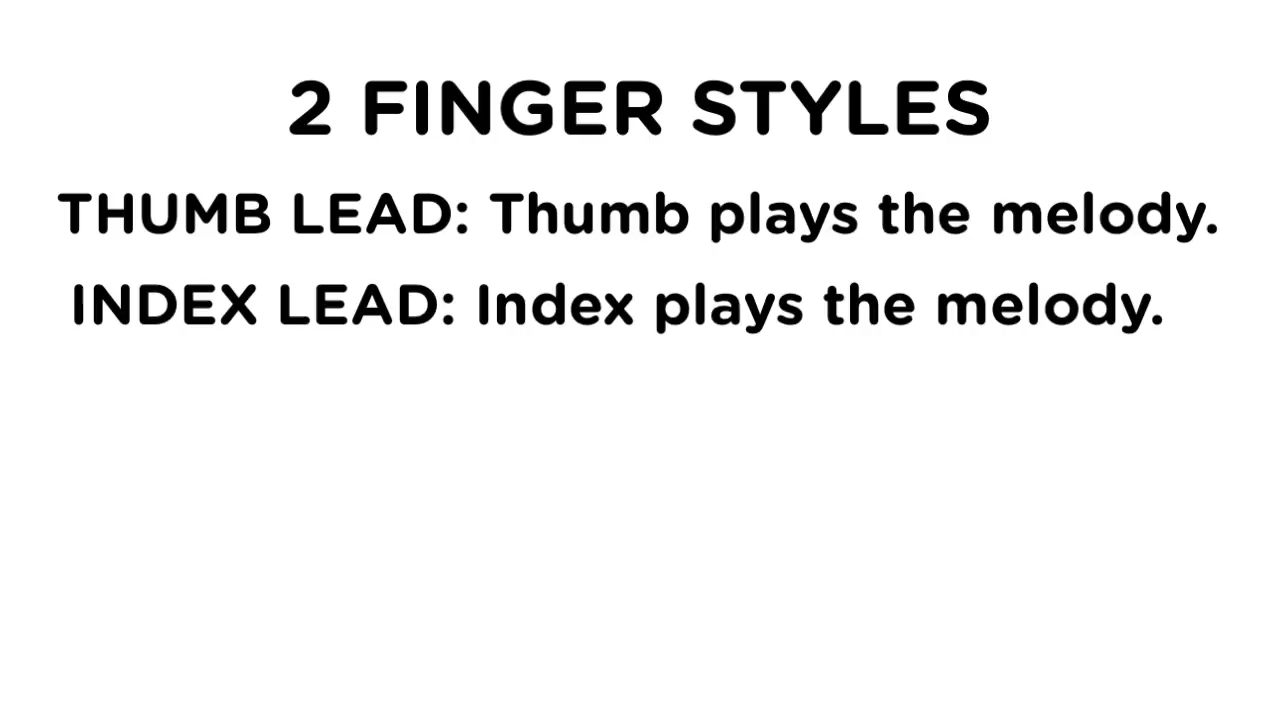 2 FINGER STYLES
THUMB LEAD: Thumb plays the melody.
INDEX LEAD: Index plays the melody.